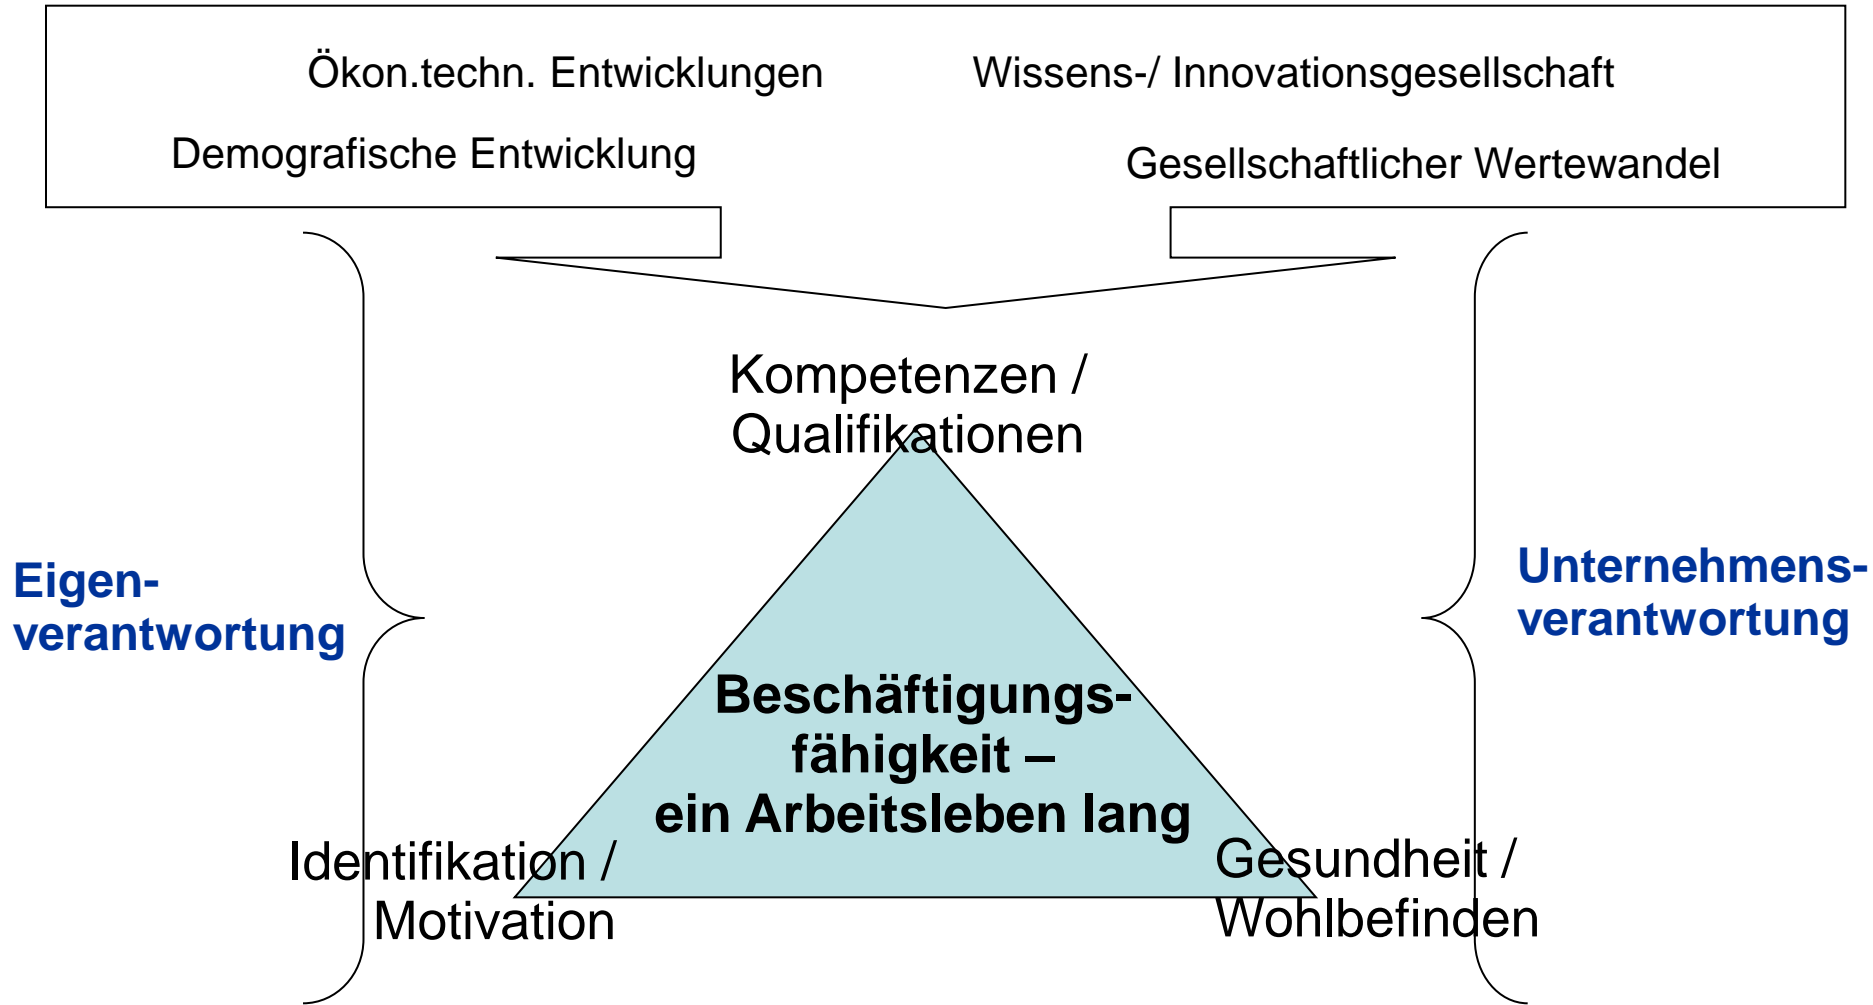 Ökon.techn. Entwicklungen
Wissens-/ Innovationsgesellschaft
Demografische Entwicklung
Gesellschaftlicher Wertewandel
Kompetenzen /
Qualifikationen
Eigen-
verantwortung
Unternehmens-
verantwortung
Beschäftigungs-
fähigkeit –
ein Arbeitsleben lang
Identifikation /
Motivation
Gesundheit /
Wohlbefinden